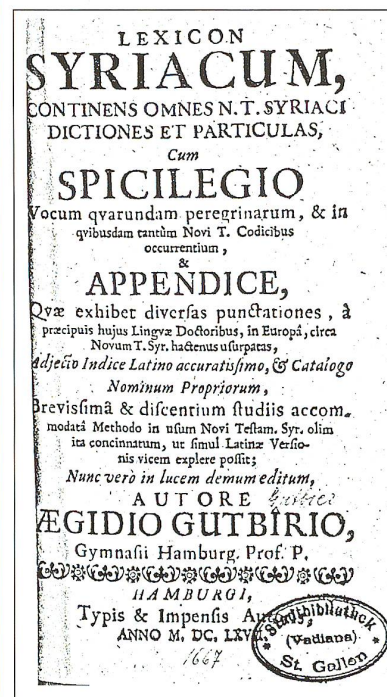 LEXICON
SYRIACUM,
CONTINENS OMNES N.T. SYRIACI
DICTIONES ET PARTICULAS,
Cum
SPICILEGIO
Vocum qvarundam peregrinarum, & in
qvibusdam tantùm Novi T. Codicibus
occurrentium,
&
APPENDICE,
Qvæ exhibet diversas punctationes, à
præcipuis hujus Lingvæ Doctoribus, in Europâ, circa
Novum T. Syr. hactenus usurpatas,
Adjecto Indice Latino accuratissimo, & Catalogo
Nominum Propriorum,
Brevissimâ & discentium studiis accom-
modatâ Methodo in usum Novi Testam. Syr. olim
ita concinnatum, ut simul Latinæ Versio-
nis vicem explere possit;
Nunc verò in lucem demum editum,
AUTORE
ÆGIDIO GUTBIRIO,
Gymnasii Hamburg. Prof. P.
HAMBURGI,
Typis & Impensis
ANNO M. DC. LXVII
1667
Stadtbibliothek
(Vadiana)
St. Gallen